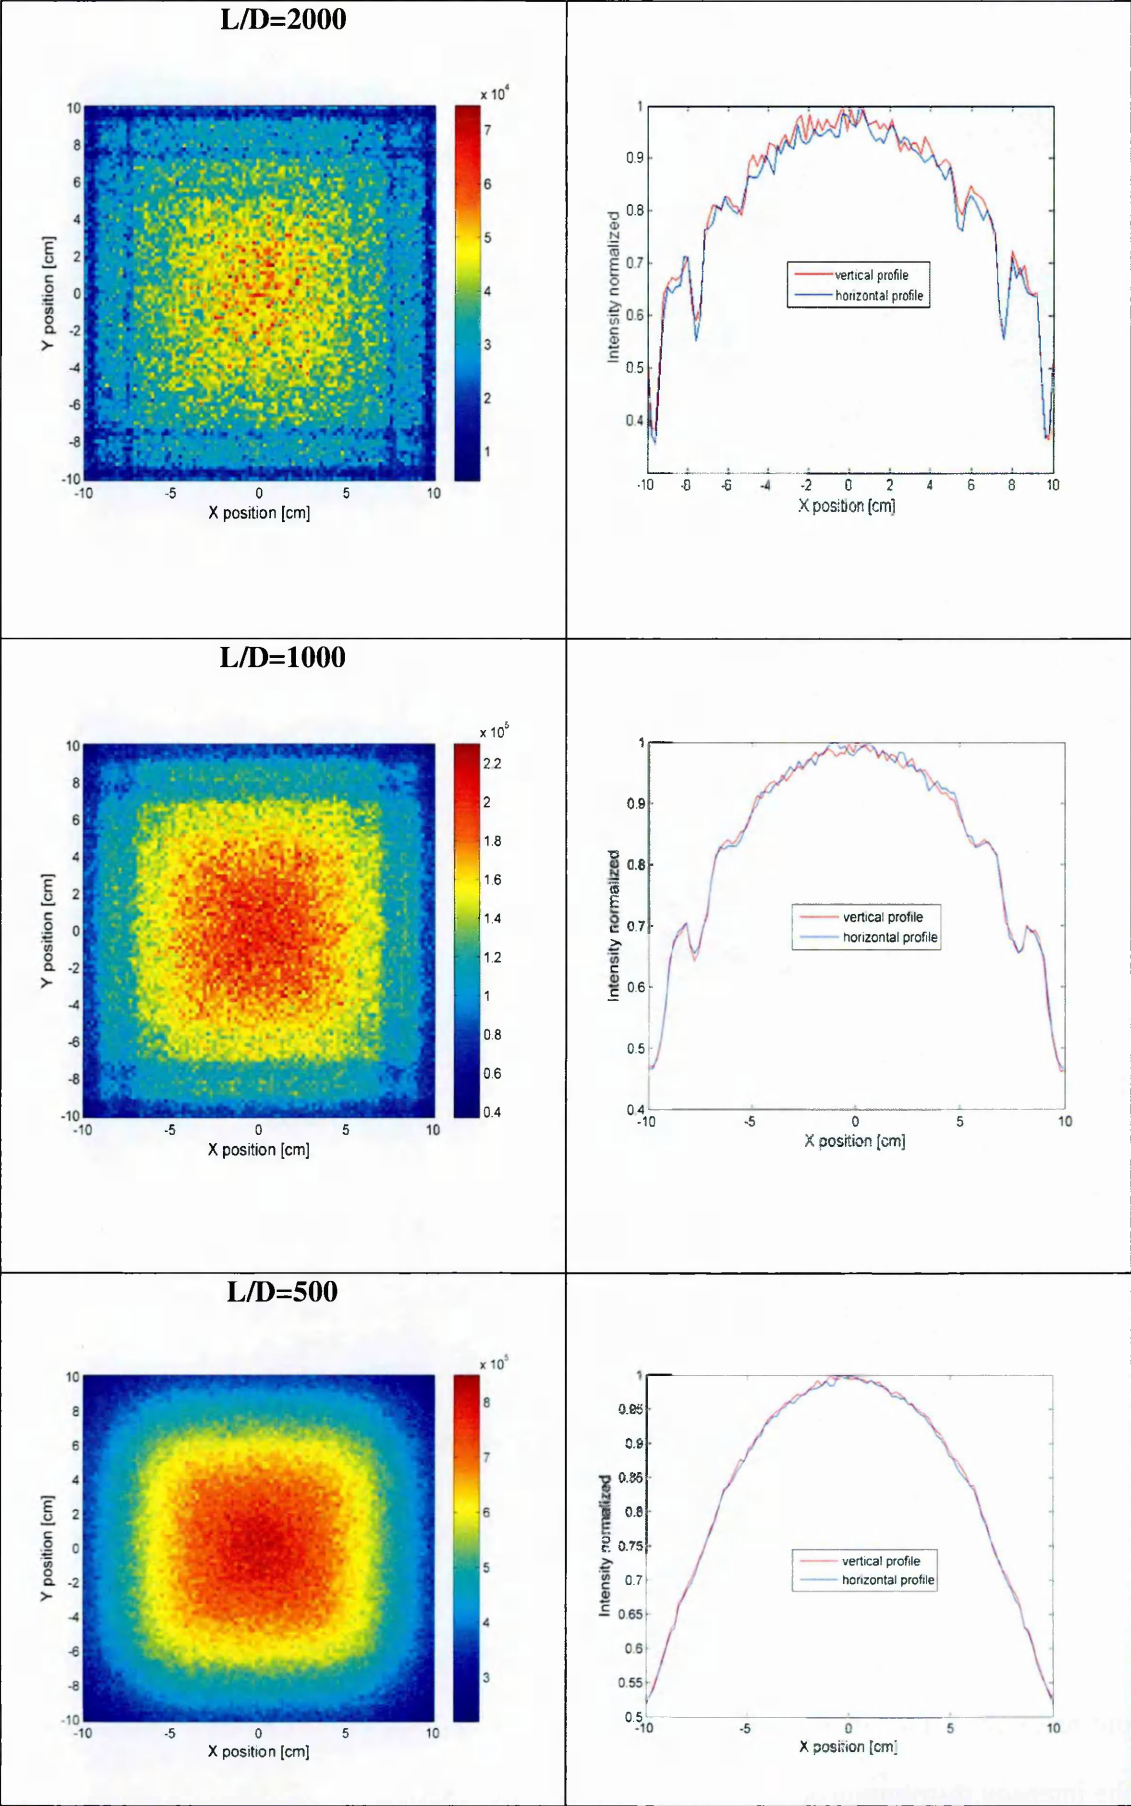 L/D=2000
x 10^4
10
8
6
4
2
0
-2
-4
-6
-8
-10
Y position [cm]
-10 -5 0 5 10
X position [cm]
7
6
5
4
3
2
1
1
0.9
0.8
0.7
0.6
0.5
0.4
Intensity normalized
vertical profile
horizontal profile
-10 -8 -6 -4 -2 0 2 4 6 8 10
X position [cm]
L/D=1000
x 10^5
10
8
6
4
2
0
-2
-4
-6
-8
-10
Y position [cm]
-10 -5 0 5 10
X position [cm]
2.2
2
1.8
1.6
1.4
1.2
1
0.8
0.6
0.4
1
0.9
0.8
0.7
0.6
0.5
0.4
Intensity normalized
vertical profile
horizontal profile
-10 -5 0 5 10
X position [cm]
L/D=500
x 10^5
10
8
6
4
2
0
-2
-4
-6
-8
-10
Y position [cm]
-10 -5 0 5 10
X position [cm]
8
7
6
5
4
3
1
0.95
0.9
0.85
0.8
0.75
0.7
0.65
0.6
0.55
0.5
Intensity normalized
vertical profile
horizontal profile
-10 -5 0 5 10
X position [cm]